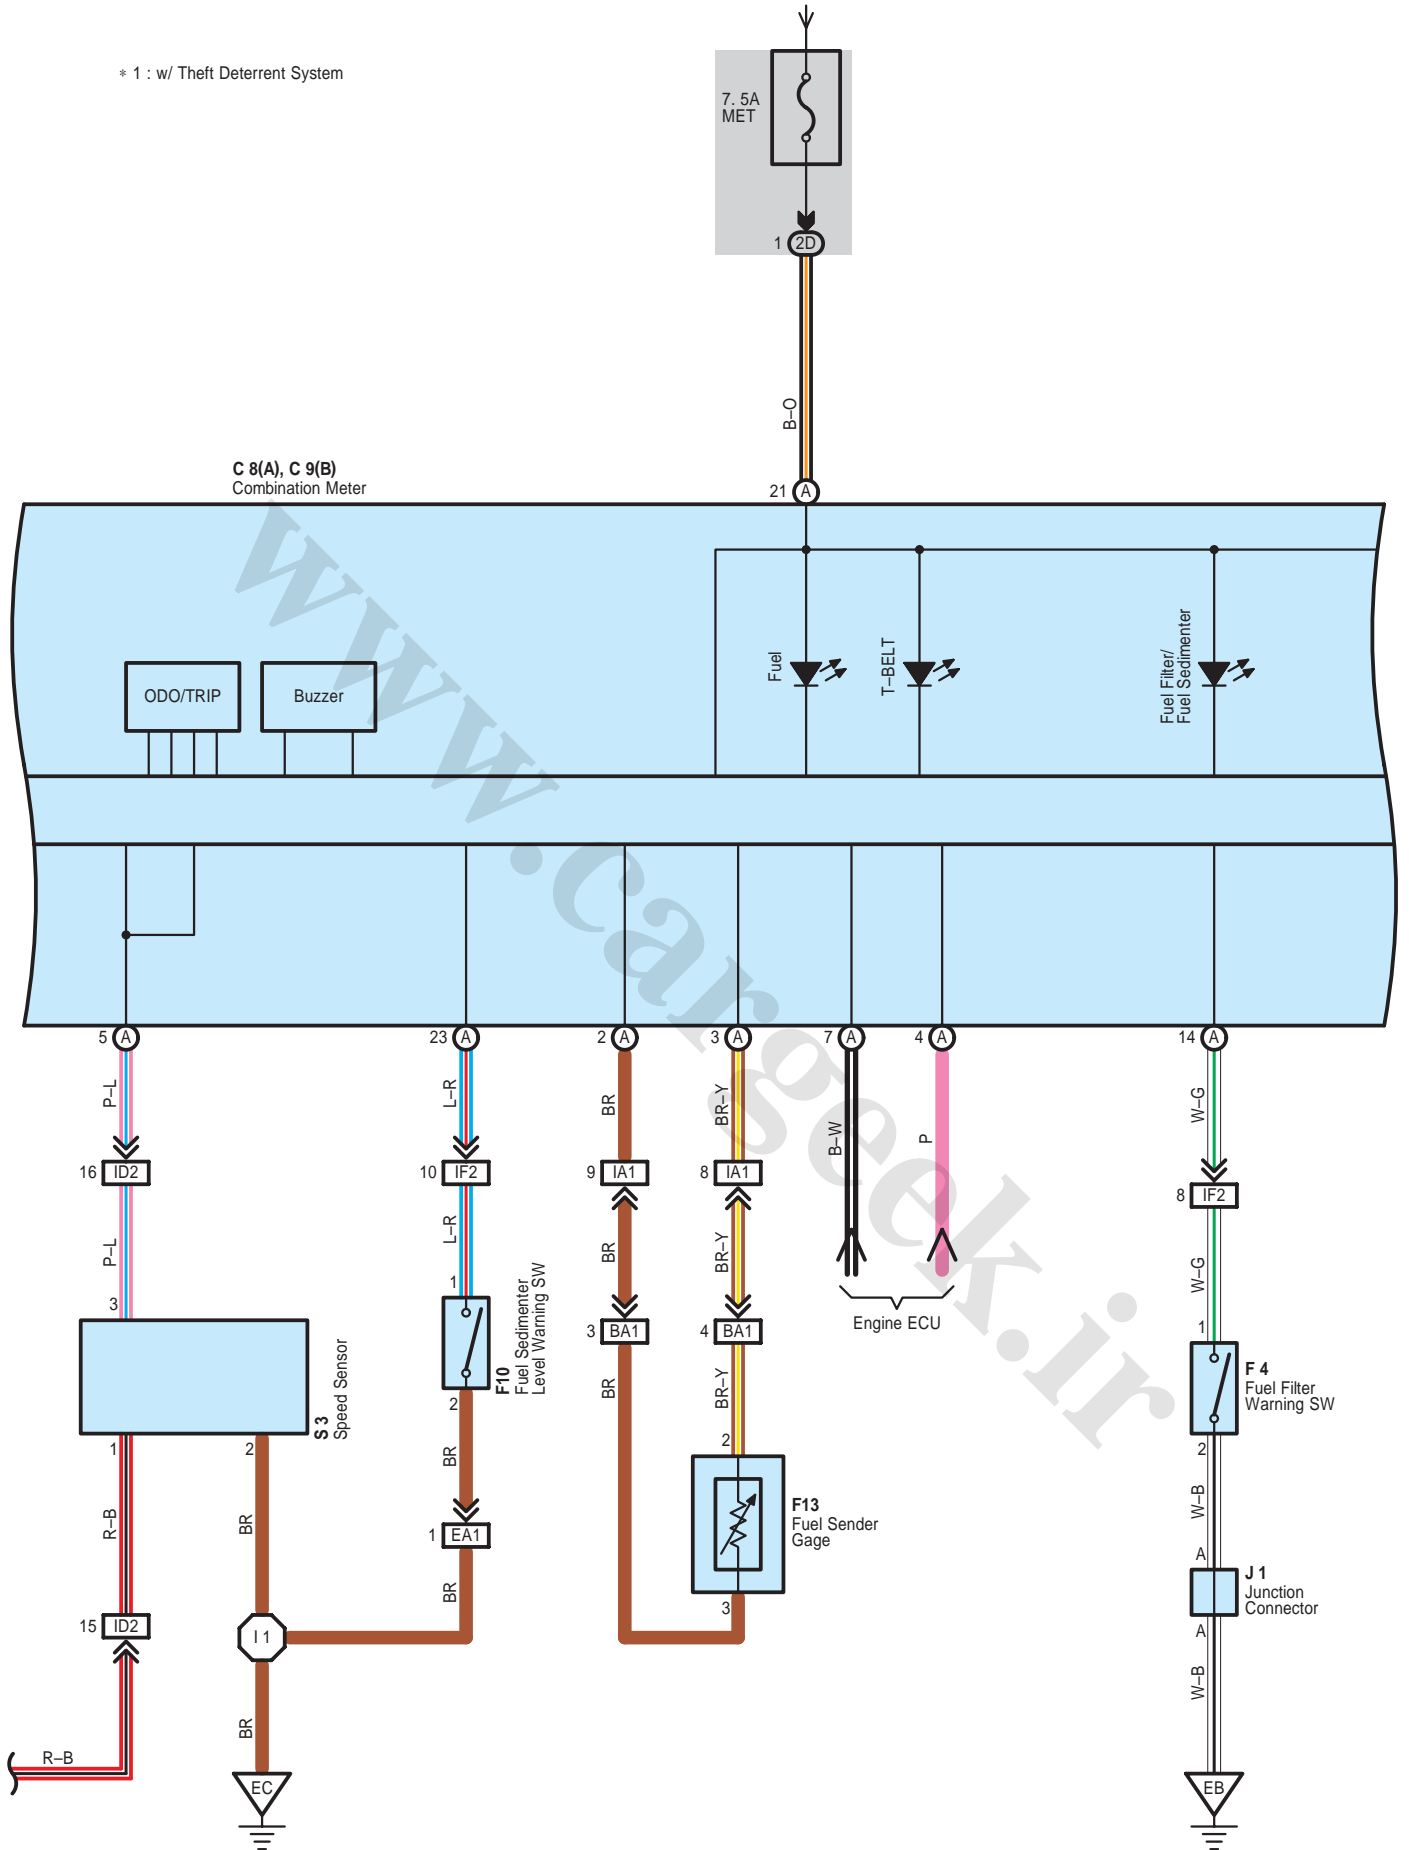 * 1 : w/ Theft Deterrent System
7. 5A
MET
1 2D
B–O
C 8(A), C 9(B)
Combination Meter
21 A
ODO/TRIP
Buzzer
Fuel
T–BELT
Fuel Filter/
Fuel Sedimenter
5 A
23 A
2 A
3 A
7 A
4 A
14 A
P–L
L–R
BR
BR–Y
B–W
P
W–G
16 ID2
10 IF2
9 IA1
8 IA1
8 IF2
P–L
L–R
BR
BR–Y
W–G
3
1
3 BA1
4 BA1
Engine ECU
1
S 3
Speed Sensor
F10
Fuel Sedimenter
Level Warning SW
F 4
Fuel Filter
Warning SW
BR
BR–Y
1
2
2
2
2
R–B
BR
BR
W–B
F13
Fuel Sender
Gage
1 EA1
A
J 1
Junction
Connector
BR
3
15 ID2
I 1
A
W–B
BR
R–B
EC
EB
www.cargeek.ir